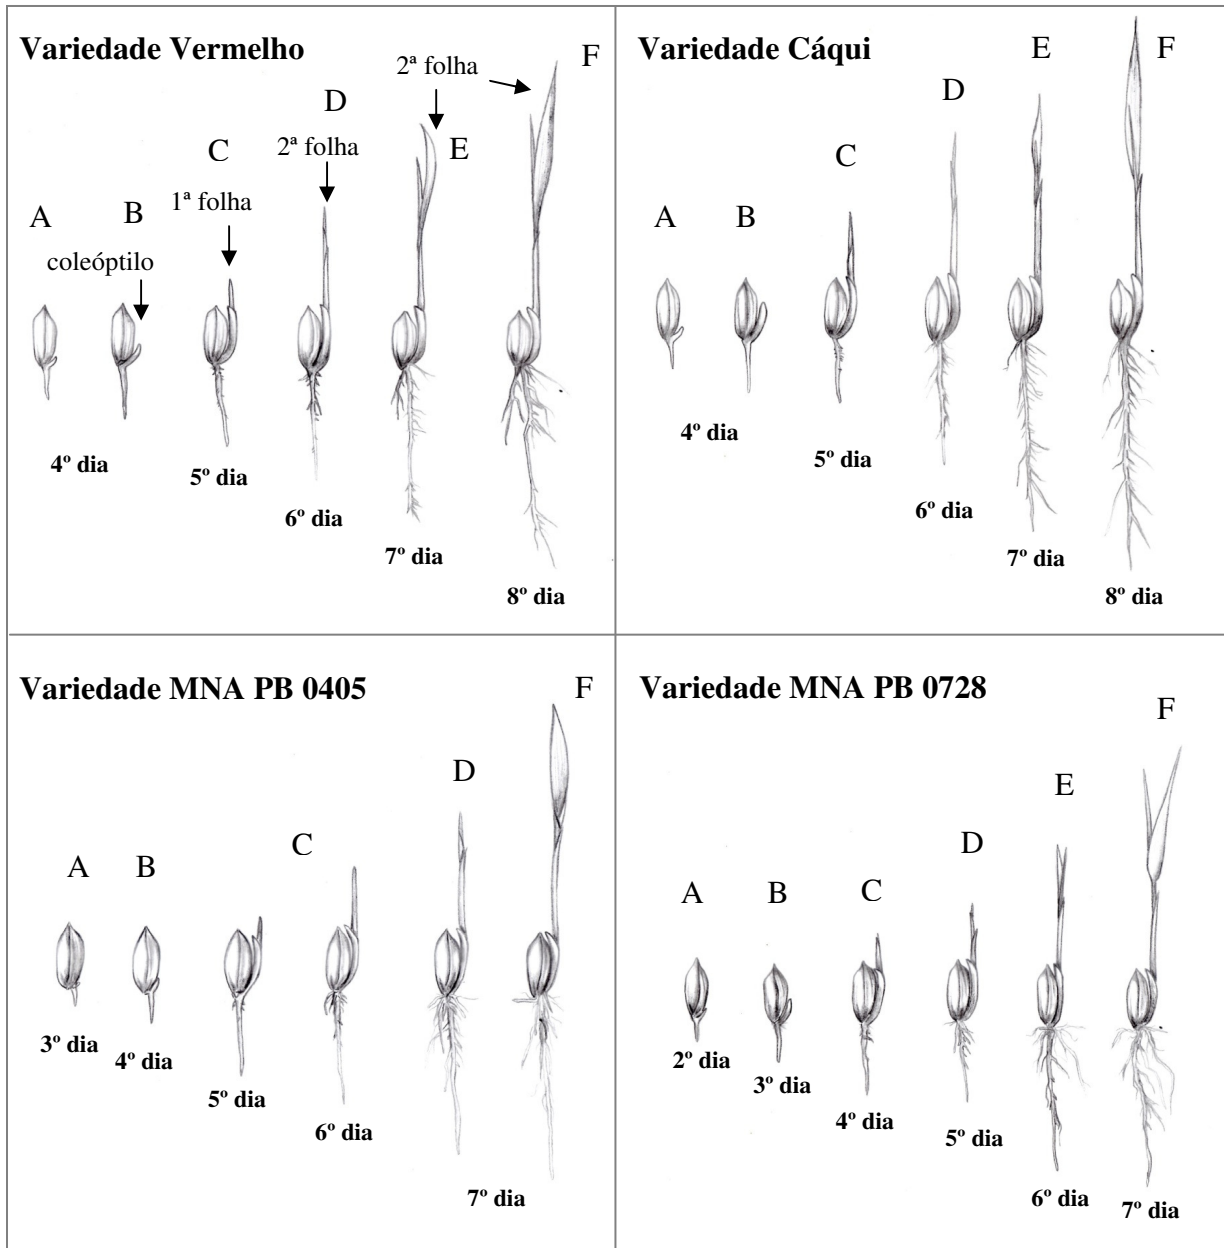 Variedade Vermelho
2ª folha
F
D
2ª folha
E
C
1ª folha
A
B
coleóptilo
4º dia
5º dia
6º dia
7º dia
8º dia
Variedade Cáqui
E
F
D
C
A
B
4º dia
5º dia
6º dia
7º dia
8º dia
Variedade MNA PB 0405
F
D
C
A
B
3º dia
4º dia
5º dia
6º dia
7º dia
Variedade MNA PB 0728
F
E
D
C
A
B
2º dia
3º dia
4º dia
5º dia
6º dia
7º dia